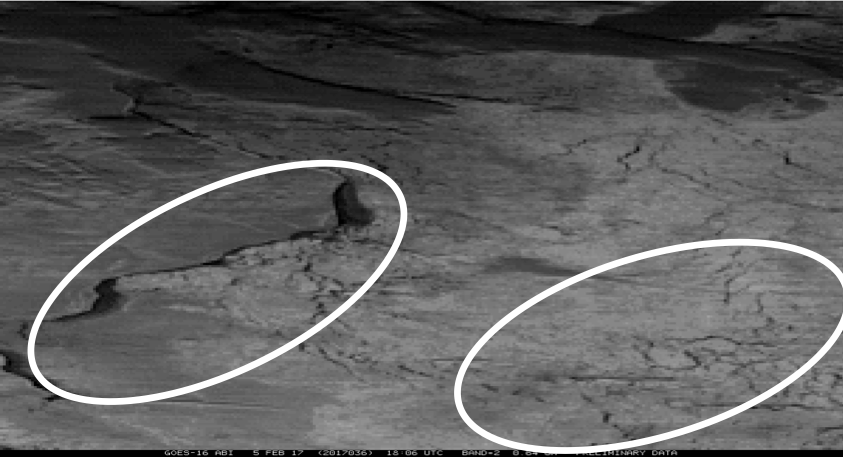 GOES-16 ABI 5 FEB 17 (2017036) 18:06 UTC BAND=2 0.64 PRELIMINARY DATA